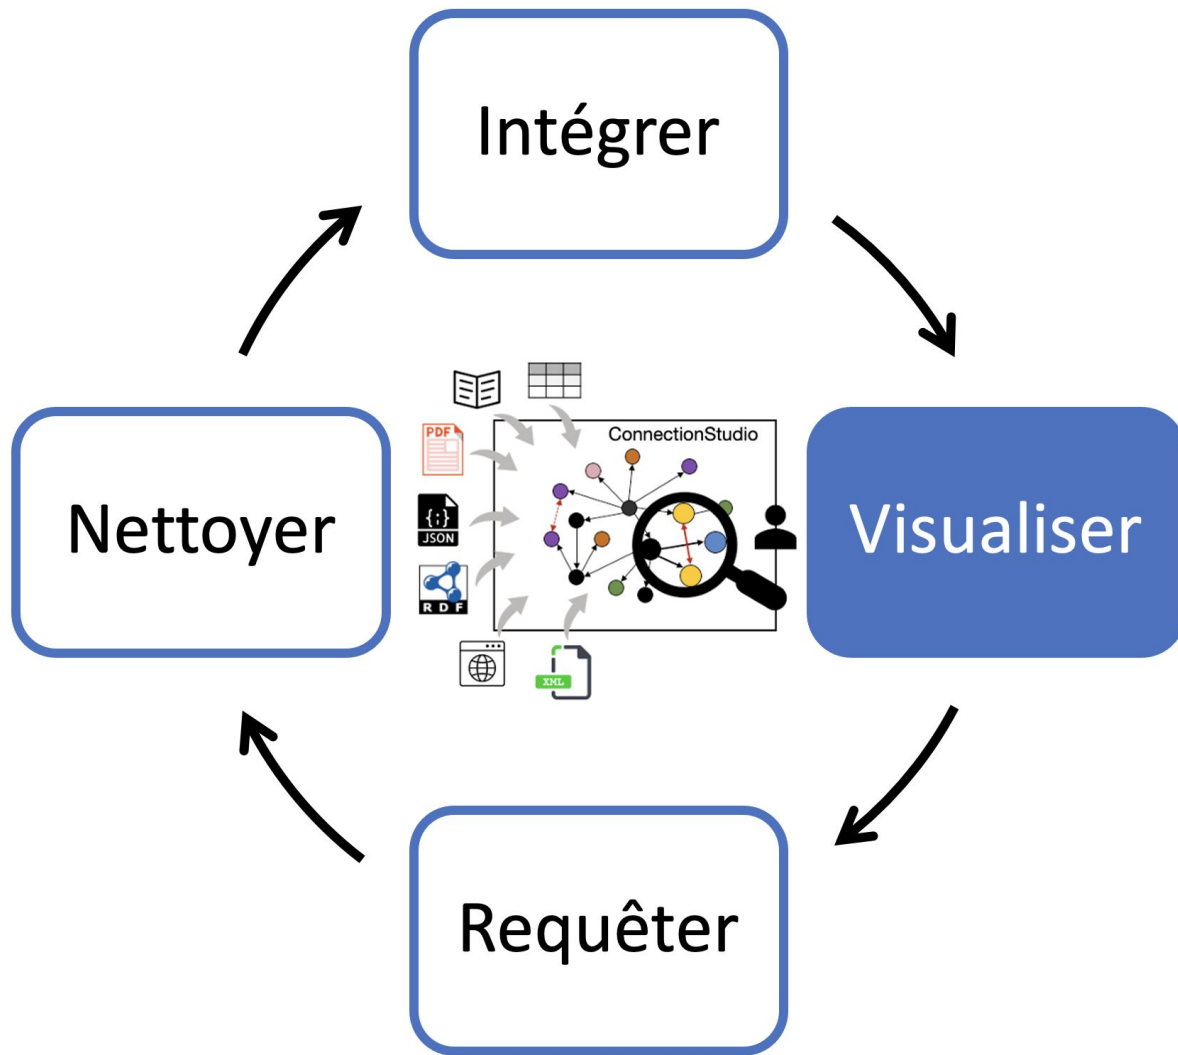 Intégrer
ConnectionStudio
PDF
{;}
JSON
Nettoyer
Visualiser
RDF
XML
Requêter